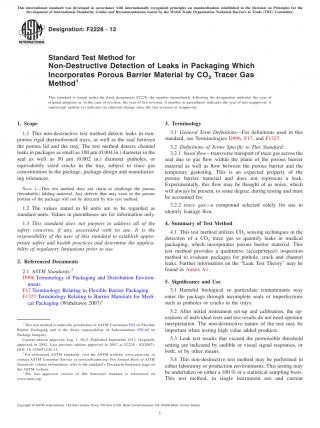 This international standard was developed in accordance with internationally recognized principles on standardization established in the Decision on Principles for the
Development of International Standards, Guides and Recommendations issued by the World Trade Organization Technical Barriers to Trade (TBT) Committee.
Designation: F2228 – 13
Standard Test Method for
Non-Destructive Detection of Leaks in Packaging Which
Incorporates Porous Barrier Material by CO2 Tracer Gas
Method1
This standard is issued under the fixed designation F2228; the number immediately following the designation indicates the year of
original adoption or, in the case of revision, the year of last revision. A number in parentheses indicates the year of last reapproval. A
superscript epsilon (ε) indicates an editorial change since the last revision or reapproval.
1. Scope
1.1 This non-destructive test method detects leaks in non-
porous rigid thermoformed trays, as well as the seal between
the porous lid and the tray. The test method detects channel
leaks in packages as small as 100 µm (0.004 in.) diameter in the
seal as well as 50 µm (0.002 in.) diameter pinholes, or
equivalently sized cracks in the tray, subject to trace gas
concentration in the package, package design and manufactur-
ing tolerances.
NOTE 1—This test method does not claim to challenge the porous
(breathable) lidding material. Any defects that may exist in the porous
portion of the package will not be detected by this test method.
1.2 The values stated in SI units are to be regarded as
standard units. Values in parentheses are for information only.
1.3 This standard does not purport to address all of the
safety concerns, if any, associated with its use. It is the
responsibility of the user of this standard to establish appro-
priate safety and health practices and determine the applica-
bility of regulatory limitations prior to use.
2. Referenced Documents
2.1 ASTM Standards:2
D996 Terminology of Packaging and Distribution Environ-
ments
F17 Terminology Relating to Flexible Barrier Packaging
F1327 Terminology Relating to Barrier Materials for Medi-
cal Packaging (Withdrawn 2007)3
1 This test method is under the jurisdiction of ASTM Committee F02 on Flexible
Barrier Packaging and is the direct responsibility of Subcommittee F02.40 on
Package Integrity.
Current edition approved Aug. 1, 2013. Published September 2013. Originally
approved in 2002. Last previous edition approved in 2007 as F2228 – 02(2007).
DOI: 10.1520/F2228-13.
2 For referenced ASTM standards, visit the ASTM website, www.astm.org, or
contact ASTM Customer Service at service@astm.org. For Annual Book of ASTM
Standards volume information, refer to the standard's Document Summary page on
the ASTM website.
3 The last approved version of this historical standard is referenced on
www.astm.org.
3. Terminology
3.1 General Term Definitions—For definitions used in this
standard, see Terminologies D996, F17, and F1327.
3.2 Definitions of Terms Specific to This Standard:
3.2.1 basal flow—transverse transport of trace gas across the
seal due to gas flow within the plane of the porous barrier
material as well as flow between the porous barrier and the
temporary gasketing. This is an expected property of the
porous barrier material and does not represent a leak.
Experimentally, this flow may be thought of as noise, which
will always be present, to some degree, during testing and must
be accounted for.
3.2.2 trace gas—a compound selected solely for use to
identify leakage flow.
4. Summary of Test Method
4.1 This test method utilizes CO2 sensing techniques in the
detection of a CO2 trace gas to quantify leaks in medical
packaging, which incorporates porous barrier material. This
test method provides a qualitative (accept/reject) inspection
method to evaluate packages for pinhole, crack and channel
leaks. Further information on the "Leak Test Theory" may be
found in Annex A1.
5. Significance and Use
5.1 Harmful biological or particulate contaminants may
enter the package through incomplete seals or imperfections
such as pinholes or cracks in the trays.
5.2 After initial instrument set-up and calibration, the op-
erations of individual tests and test results do not need operator
interpretation. The non-destructive nature of the test may be
important when testing high value added products.
5.3 Leak test results that exceed the permissible threshold
setting are indicated by audible or visual signal responses, or
both, or by other means.
5.4 This non-destructive test method may be performed in
either laboratory or production environments. This testing may
be undertaken on either a 100 % or a statistical sampling basis.
This test method, in single instrument use and current
Copyright © ASTM International, 100 Barr Harbor Drive, PO Box C700, West Conshohocken, PA 19428-2959. United States
1